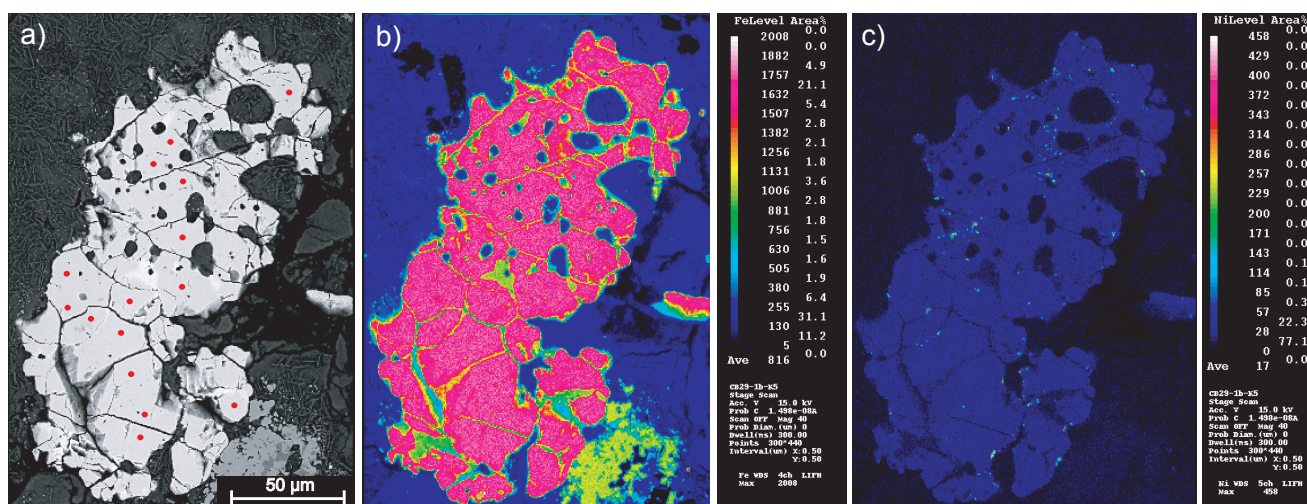 a)
b)
FeLevel Area%
0.0
2008 0.0
1882 4.9
1757 21.1
1632 5.4
1507 2.8
1382 2.1
1256 1.8
1131 3.6
1006 2.8
881 1.8
756 1.5
630 1.6
505 1.9
380 6.4
255 31.1
130 11.2
5 0.0
Ave 816
CB29-1b-K5
Stage Scan
Acc. V 15.0 kv
Prob C 1.498e-08A
Scan OFF Mag 40
Prob Diam.(um) 0
Dwell(ms) 300.00
Points 300*440
Interval(um) X:0.50
Y:0.50
Fe WDS 4ch LIFH
Max 2008
c)
NiLevel Area%
0.0
458 0.0
429 0.0
400 0.0
372 0.0
343 0.0
314 0.0
286 0.0
257 0.0
229 0.0
200 0.0
171 0.0
143 0.1
114 0.1
85 0.3
57 22.3
28 77.1
0 0.0
Ave 17
CB29-1b-K5
Stage Scan
Acc. V 15.0 kv
Prob C 1.498e-08A
Scan OFF Mag 40
Prob Diam.(um) 0
Dwell(ms) 300.00
Points 300*440
Interval(um) X:0.50
Y:0.50
Ni WDS 5ch LIFH
Max 458
50 µm